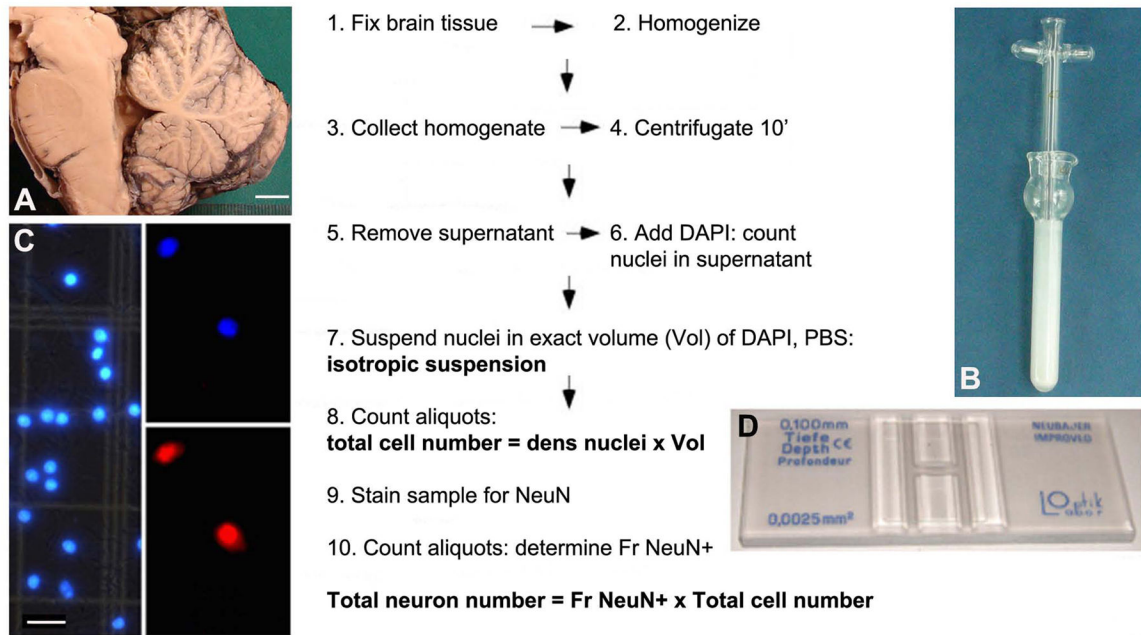 A
1. Fix brain tissue
2. Homogenize
3. Collect homogenate
4. Centrifugate 10'
5. Remove supernatant
6. Add DAPI: count
nuclei in supernatant
7. Suspend nuclei in exact volume (Vol) of DAPI, PBS:
isotropic suspension
8. Count aliquots:
total cell number = dens nuclei x Vol
9. Stain sample for NeuN
10. Count aliquots: determine Fr NeuN+
Total neuron number = Fr NeuN+ x Total cell number
B
C
D
0,100mm
Tiefe
Depth CE
Profondeur
0,0025mm²
NEUBAUER
IMPROVED
Optik
Labor